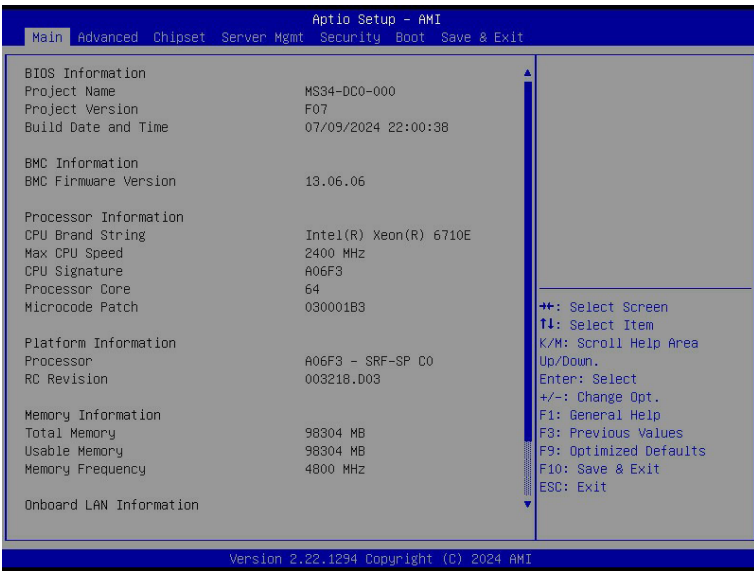 Aptio Setup - AMI
Main Advanced Chipset Server Mgmt Security Boot Save & Exit
BIOS Information
Project Name MS34-DC0-000
Project Version F07
Build Date and Time 07/09/2024 22:00:38
BMC Information
BMC Firmware Version 13.06.06
Processor Information
CPU Brand String Intel(R) Xeon(R) 6710E
Max CPU Speed 2400 MHz
CPU Signature A06F3
Processor Core 64
Microcode Patch 030001B3
Platform Information
Processor A06F3 - SRF-SP C0
RC Revision 003218.D03
Memory Information
Total Memory 98304 MB
Usable Memory 98304 MB
Memory Frequency 4800 MHz
Onboard LAN Information
→←: Select Screen
↑↓: Select Item
K/M: Scroll Help Area
Up/Down.
Enter: Select
+/-: Change Opt.
F1: General Help
F3: Previous Values
F9: Optimized Defaults
F10: Save & Exit
ESC: Exit
Version 2.22.1294 Copyright (C) 2024 AMI